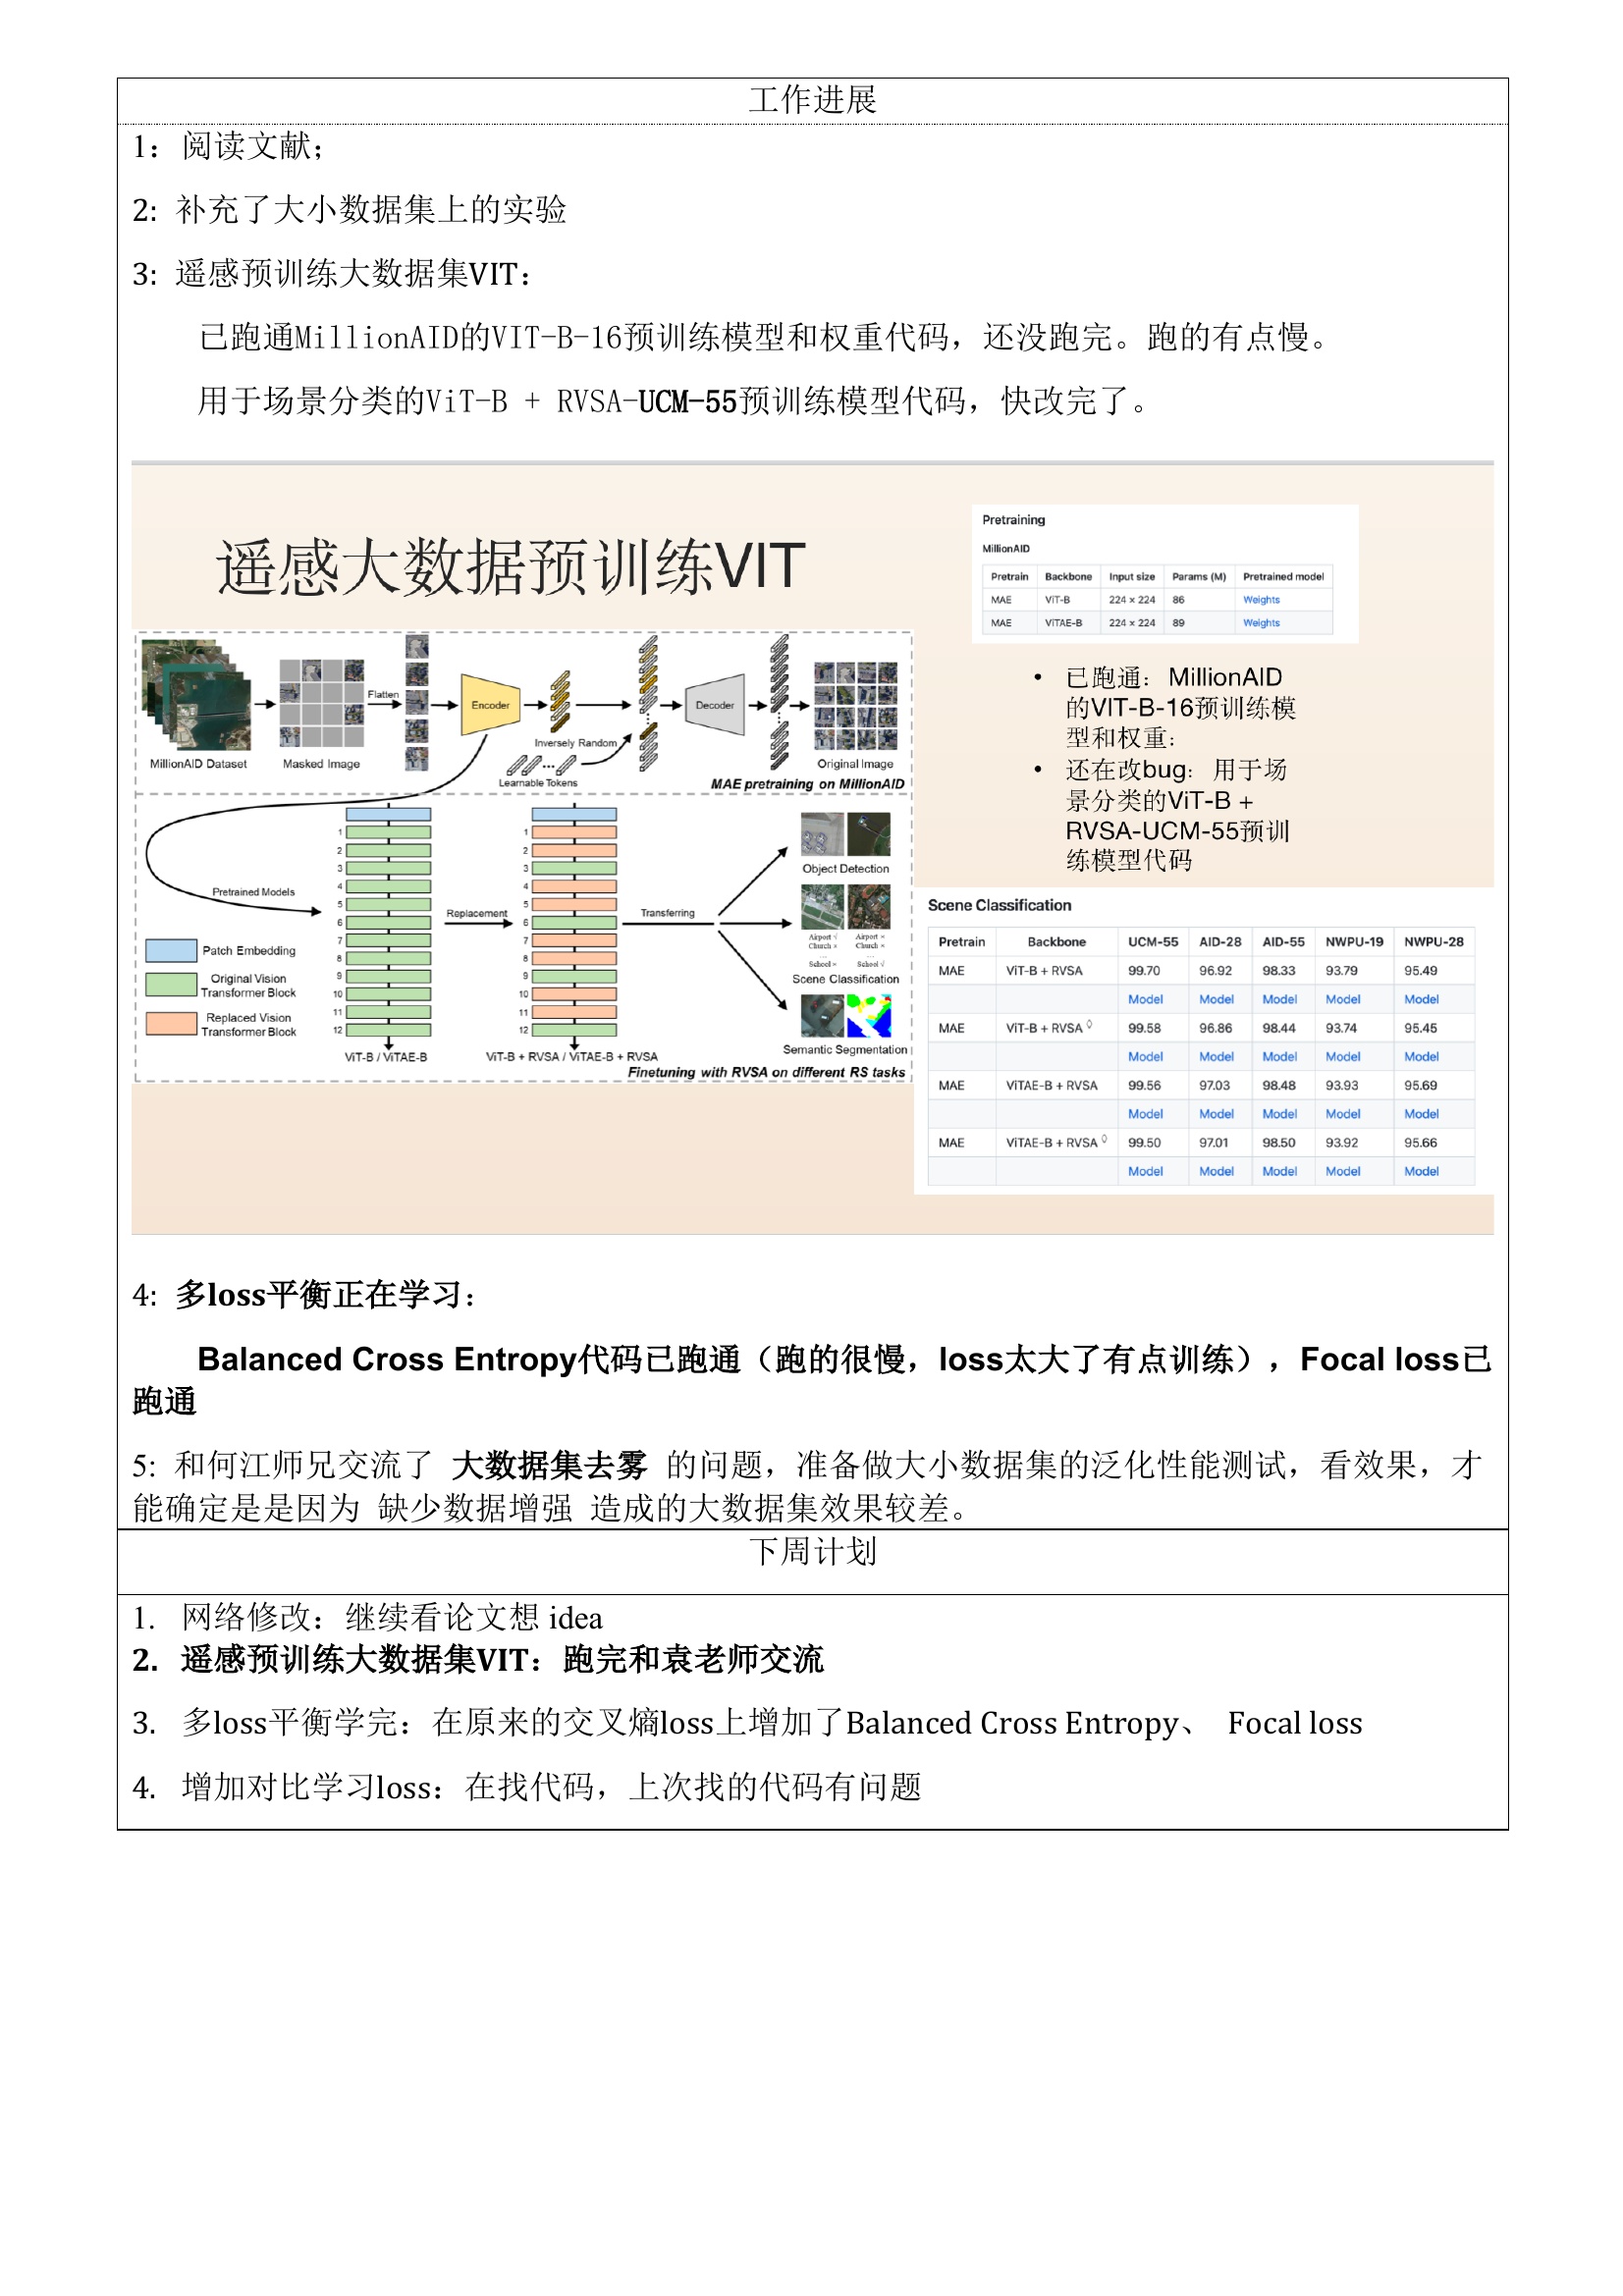 工作进展
1：阅读文献；
2：补充了大小数据集上的实验
3：遥感预训练大数据集VIT：
已跑通MillionAID的VIT-B-16预训练模型和权重代码，还没跑完。跑的有点慢。
用于场景分类的ViT-B + RVSA-UCM-55预训练模型代码，快改完了。
遥感大数据预训练VIT
MillionAID Dataset
Masked Image
Flatten
Encoder
Inversely Random
Learnable Tokens
Decoder
Original Image
MAE pretraining on MillionAID
Pretrained Models
Patch Embedding
Original Vision
Transformer Block
Replaced Vision
Transformer Block
1
2
3
4
5
6
7
8
9
10
11
12
ViT-B / ViTAE-B
Replacement
1
2
3
4
5
6
7
8
9
10
11
12
ViT-B + RVSA / ViTAE-B + RVSA
Transferring
Object Detection
Airport √ Airport ×
Church × Church ×
... ...
School × School √
Scene Classification
Semantic Segmentation
Finetuning with RVSA on different RS tasks
Pretraining
MillionAID
Pretrain Backbone Input size Params (M) Pretrained model
MAE ViT-B 224 × 224 86 Weights
MAE ViTAE-B 224 × 224 89 Weights
• 已跑通：MillionAID
的VIT-B-16预训练模
型和权重：
• 还在改bug：用于场
景分类的ViT-B +
RVSA-UCM-55预训
练模型代码
Scene Classification
Pretrain Backbone UCM-55 AID-28 AID-55 NWPU-19 NWPU-28
MAE ViT-B + RVSA 99.70 96.92 98.33 93.79 95.49
Model Model Model Model Model
MAE ViT-B + RVSA ◊ 99.58 96.86 98.44 93.74 95.45
Model Model Model Model Model
MAE ViTAE-B + RVSA 99.56 97.03 98.48 93.93 95.69
Model Model Model Model Model
MAE ViTAE-B + RVSA ◊ 99.50 97.01 98.50 93.92 95.66
Model Model Model Model Model
4：多loss平衡正在学习：
Balanced Cross Entropy代码已跑通（跑的很慢，loss太大了有点训练），Focal loss已
跑通
5: 和何江师兄交流了 大数据集去雾 的问题，准备做大小数据集的泛化性能测试，看效果，才
能确定是是因为 缺少数据增强 造成的大数据集效果较差。
下周计划
1. 网络修改：继续看论文想 idea
2. 遥感预训练大数据集VIT：跑完和袁老师交流
3. 多loss平衡学完：在原来的交叉熵loss上增加了Balanced Cross Entropy、 Focal loss
4. 增加对比学习loss：在找代码，上次找的代码有问题